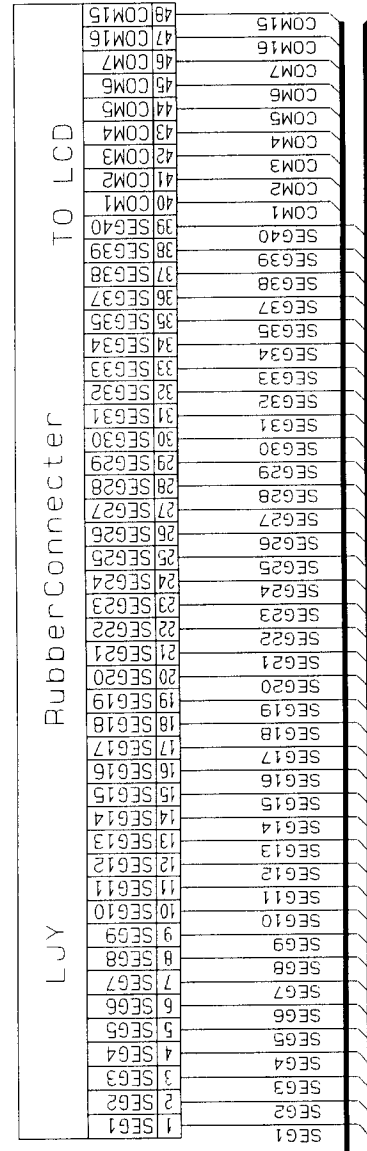 LJY RubberConnecter TO LCD
SEG1 1 SEG1
SEG2 2 SEG2
SEG3 3 SEG3
SEG4 4 SEG4
SEG5 5 SEG5
SEG6 6 SEG6
SEG7 7 SEG7
SEG8 8 SEG8
SEG9 9 SEG9
SEG10 10 SEG10
SEG11 11 SEG11
SEG12 12 SEG12
SEG13 13 SEG13
SEG14 14 SEG14
SEG15 15 SEG15
SEG16 16 SEG16
SEG17 17 SEG17
SEG18 18 SEG18
SEG19 19 SEG19
SEG20 20 SEG20
SEG21 21 SEG21
SEG22 22 SEG22
SEG23 23 SEG23
SEG24 24 SEG24
SEG25 25 SEG25
SEG26 26 SEG26
SEG27 27 SEG27
SEG28 28 SEG28
SEG29 29 SEG29
SEG30 30 SEG30
SEG31 31 SEG31
SEG32 32 SEG32
SEG33 33 SEG33
SEG34 34 SEG34
SEG35 35 SEG35
SEG37 36 SEG37
SEG38 37 SEG38
SEG39 38 SEG39
SEG40 39 SEG40
COM1 40 COM1
COM2 41 COM2
COM3 42 COM3
COM4 43 COM4
COM5 44 COM5
COM6 45 COM6
COM7 46 COM7
COM16 47 COM16
COM15 48 COM15